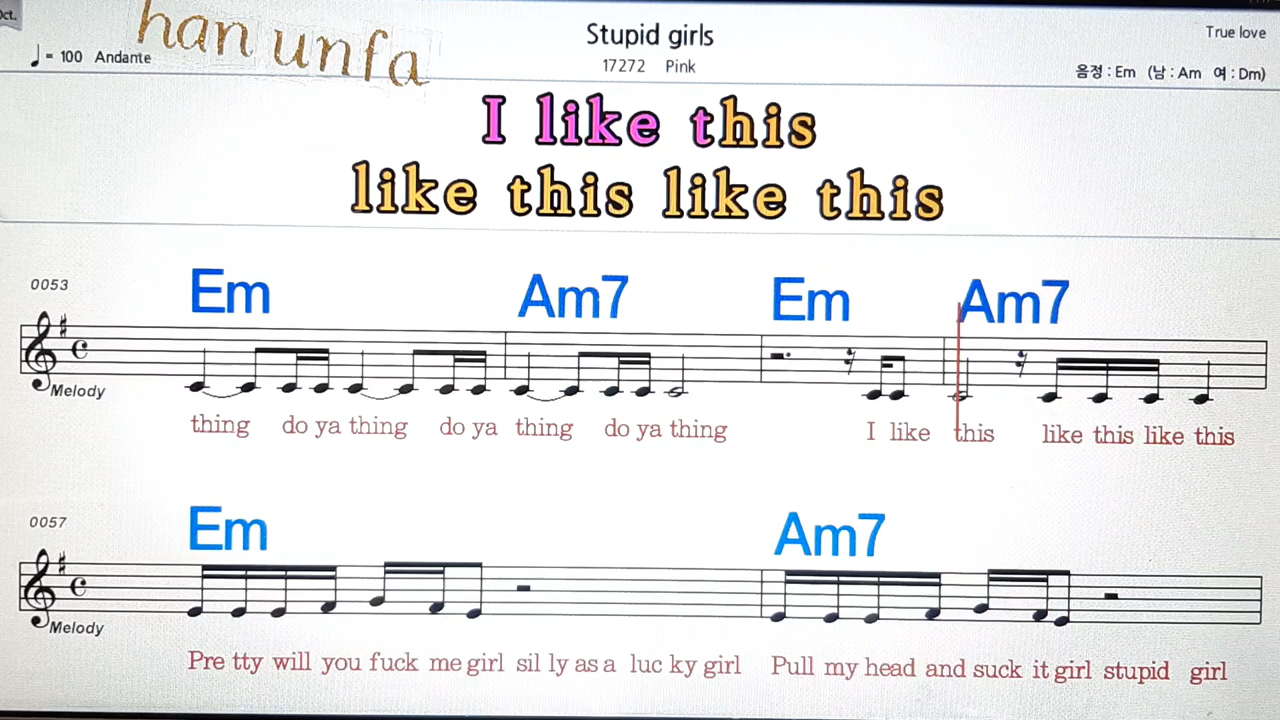 Oct.
han unfa
Stupid girls
True love
= 100 Andante
17272 Pink
음정 : Em (남 : Am 여 : Dm)
I like this
like this like this
0053
Em Am7 Em Am7
Melody
thing do ya thing do ya thing do ya thing I like this like this like this
0057
Em Am7
Melody
Pre tty will you fuck me girl sil ly as a luc ky girl Pull my head and suck it girl stupid girl